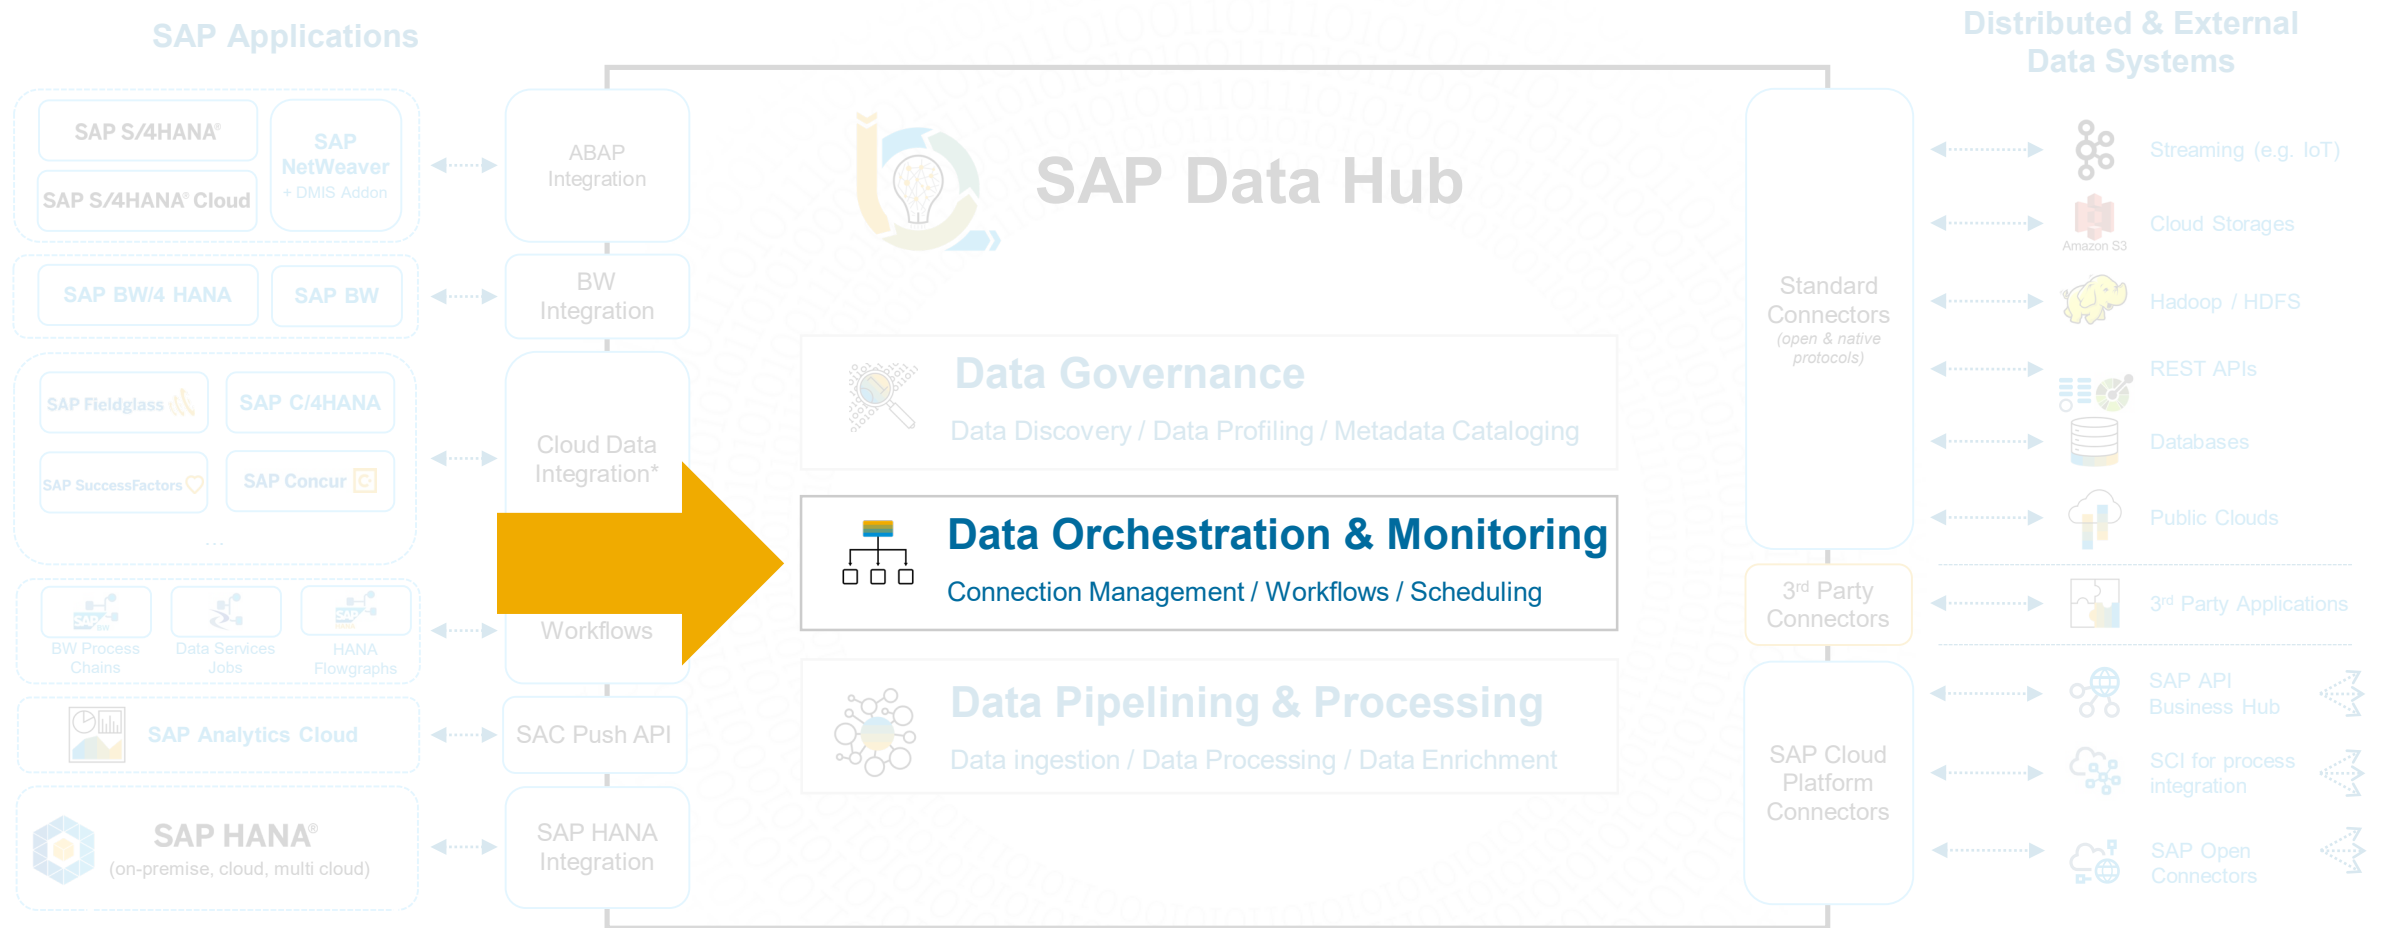 SAP Applications
SAP S/4HANA®
SAP S/4HANA® Cloud
SAP
NetWeaver
+ DMIS Addon
SAP BW/4 HANA
SAP BW
SAP Fieldglass
SAP C/4HANA
SAP SuccessFactors
SAP Concur C.
...
SAP BW
BW Process
Chains
Data Services
Jobs
SAP
HANA
Flowgraphs
SAP Analytics Cloud
SAP HANA®
(on-premise, cloud, multi cloud)
ABAP
Integration
BW
Integration
Cloud Data
Integration*
Workflows
SAC Push API
SAP HANA
Integration
SAP Data Hub
Data Governance
Data Discovery / Data Profiling / Metadata Cataloging
Data Orchestration & Monitoring
Connection Management / Workflows / Scheduling
Data Pipelining & Processing
Data ingestion / Data Processing / Data Enrichment
Standard
Connectors
(open & native
protocols)
3rd Party
Connectors
SAP Cloud
Platform
Connectors
Distributed & External
Data Systems
Streaming (e.g. IoT)
Amazon S3
Cloud Storages
Hadoop / HDFS
REST APIs
Databases
Public Clouds
3rd Party Applications
SAP API
Business Hub
SCI for process
integration
SAP Open
Connectors